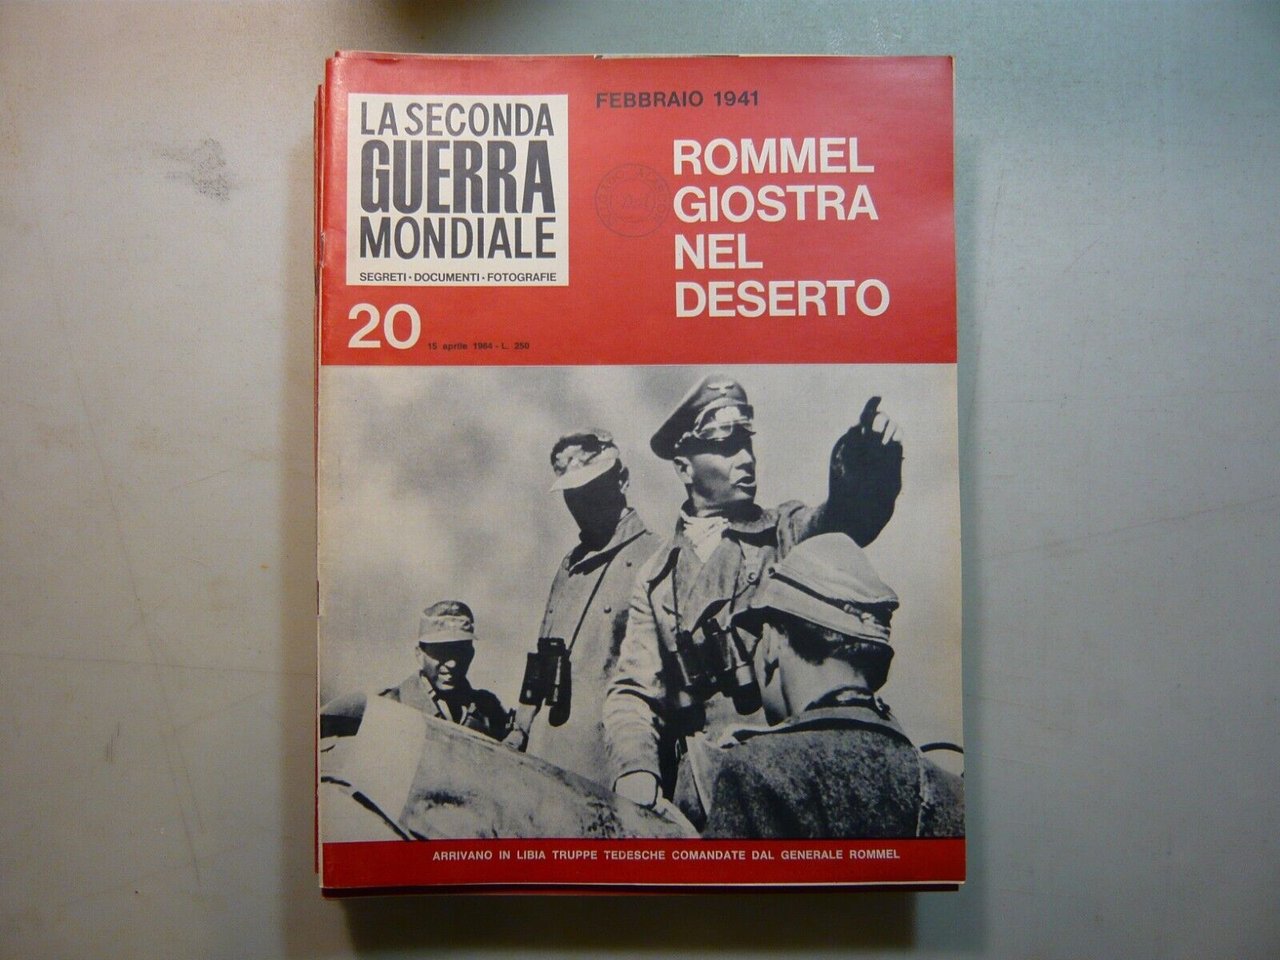 FEBBRAIO 1941
LA SECONDA
GUERRA
MONDIALE
SEGRETI • DOCUMENTI • FOTOGRAFIE
ROMMEL
GIOSTRA
NEL
DESERTO
20
15 aprile 1964 - L. 250
ARRIVANO IN LIBIA TRUPPE TEDESCHE COMANDATE DAL GENERALE ROMMEL